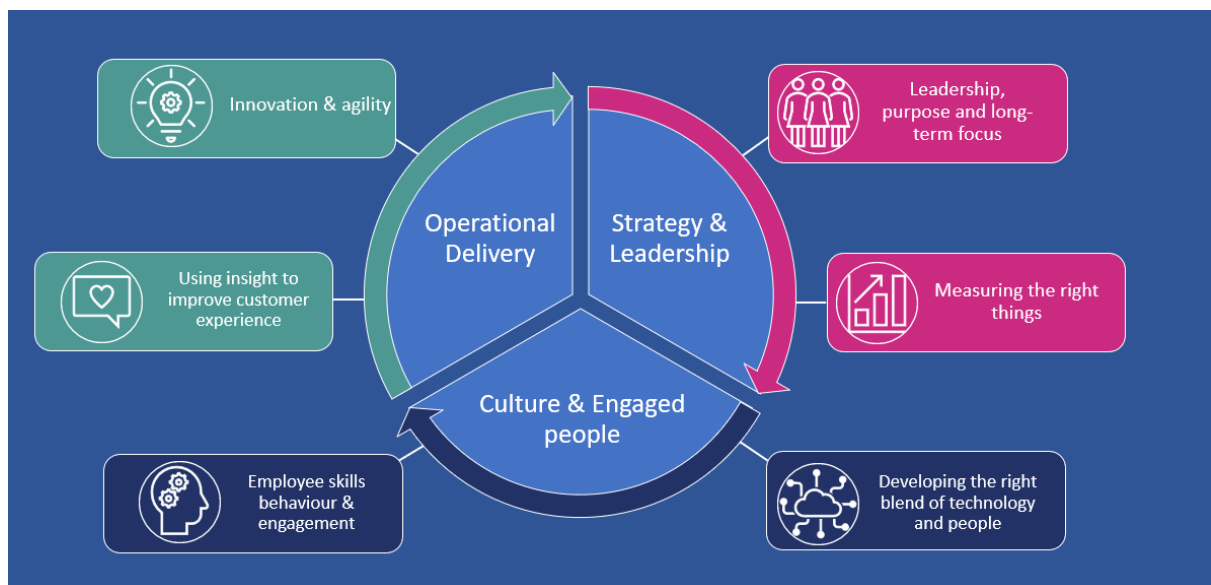 Innovation & agility
Leadership,
purpose and long-
term focus
Operational
Delivery
Strategy &
Leadership
Using insight to
improve customer
experience
Measuring the right
things
Culture & Engaged
people
Employee skills
behaviour &
engagement
Developing the right
blend of technology
and people